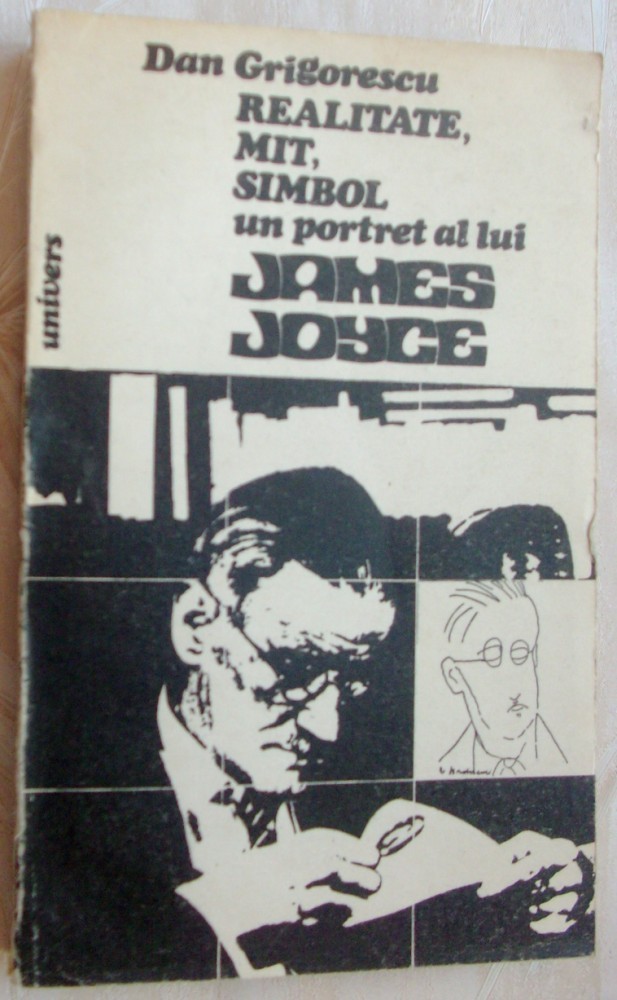 Dan Grigorescu
REALITATE,
MIT,
SIMBOL
un portret al lui
JAMES
JOYCE
univers